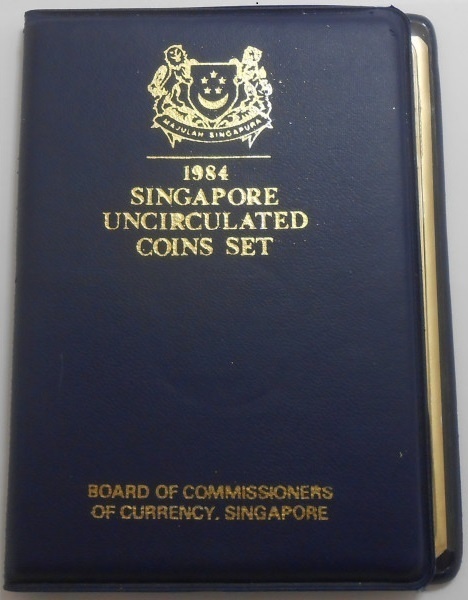 MAJULAH SINGAPURA
1984
SINGAPORE
UNCIRCULATED
COINS SET
BOARD OF COMMISSIONERS
OF CURRENCY, SINGAPORE